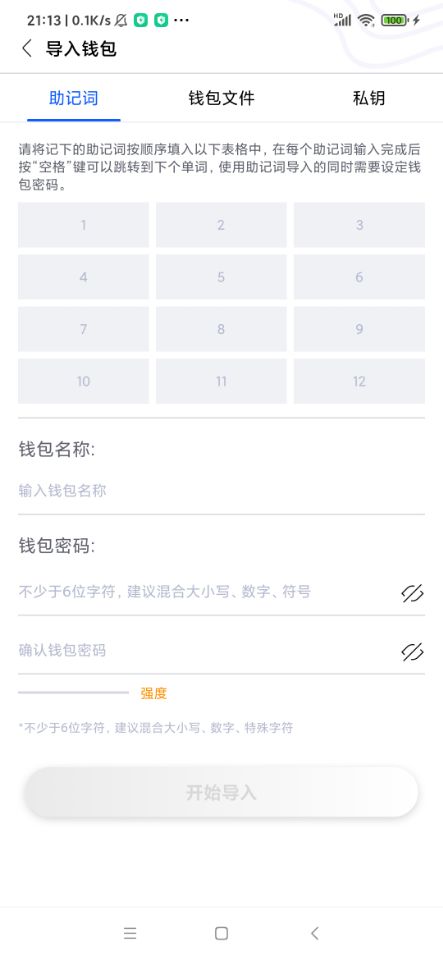 21:13 | 0.1K/s ... HD 100
导入钱包
助记词 钱包文件 私钥
请将记下的助记词按顺序填入以下表格中，在每个助记词输入完成后
按“空格”键可以跳转到下个单词，使用助记词导入的同时需要设定钱
包密码。
1 2 3
4 5 6
7 8 9
10 11 12
钱包名称:
输入钱包名称
钱包密码:
不少于6位字符，建议混合大小写、数字、符号
确认钱包密码
强度
*不少于6位字符，建议混合大小写、数字、特殊字符
开始导入